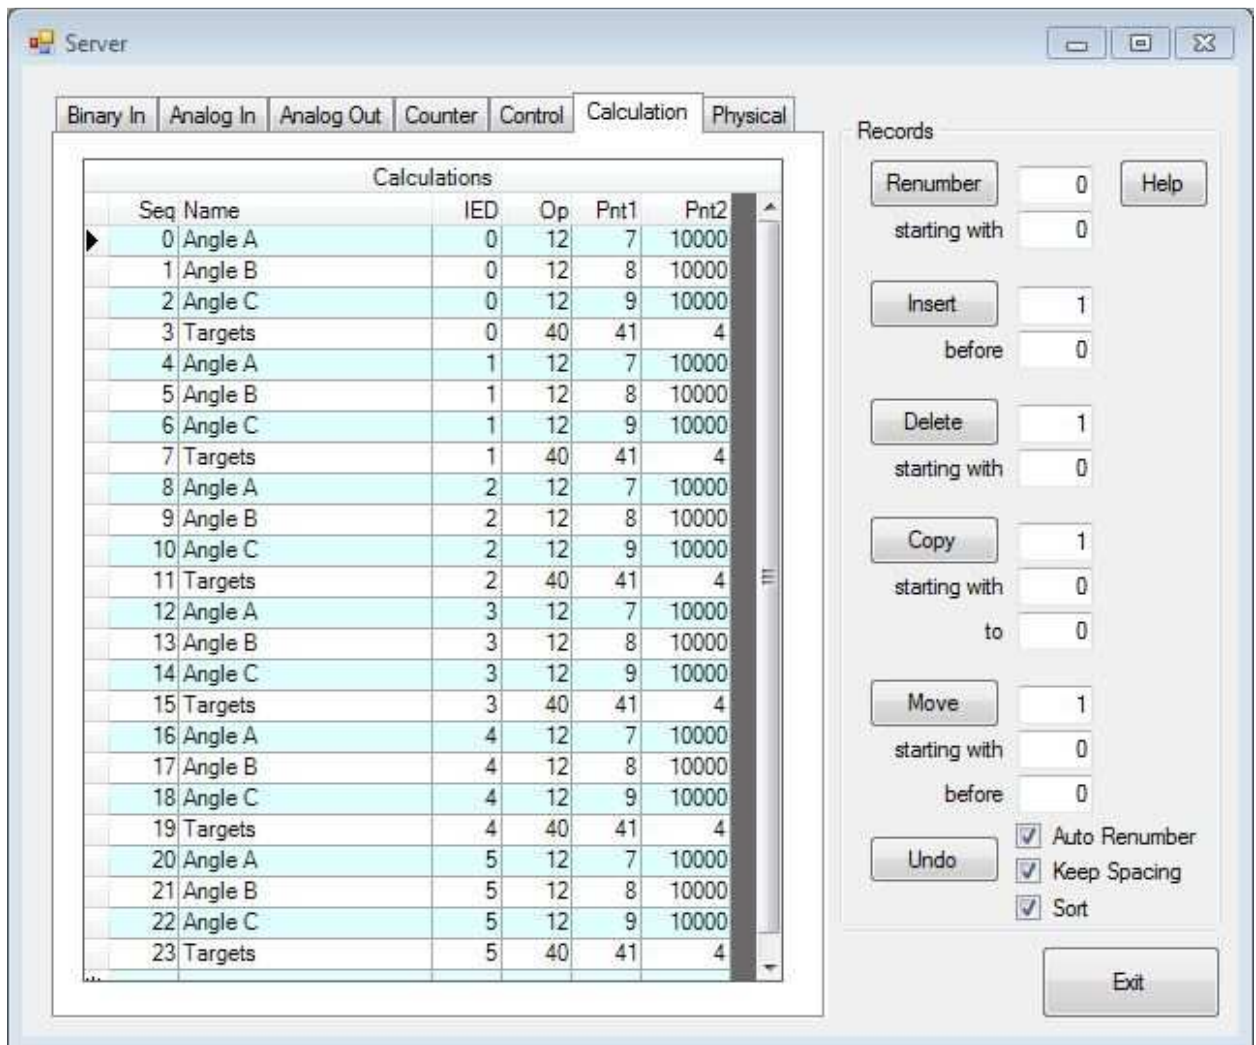 Server
Binary In Analog In Analog Out Counter Control Calculation Physical
Calculations
Seq Name IED Op Pnt1 Pnt2
0 Angle A 0 12 7 10000
1 Angle B 0 12 8 10000
2 Angle C 0 12 9 10000
3 Targets 0 40 41 4
4 Angle A 1 12 7 10000
5 Angle B 1 12 8 10000
6 Angle C 1 12 9 10000
7 Targets 1 40 41 4
8 Angle A 2 12 7 10000
9 Angle B 2 12 8 10000
10 Angle C 2 12 9 10000
11 Targets 2 40 41 4
12 Angle A 3 12 7 10000
13 Angle B 3 12 8 10000
14 Angle C 3 12 9 10000
15 Targets 3 40 41 4
16 Angle A 4 12 7 10000
17 Angle B 4 12 8 10000
18 Angle C 4 12 9 10000
19 Targets 4 40 41 4
20 Angle A 5 12 7 10000
21 Angle B 5 12 8 10000
22 Angle C 5 12 9 10000
23 Targets 5 40 41 4
Records
Renumber 0 Help
starting with 0
Insert 1
before 0
Delete 1
starting with 0
Copy 1
starting with 0
to 0
Move 1
starting with 0
before 0
Undo
Auto Renumber
Keep Spacing
Sort
Exit